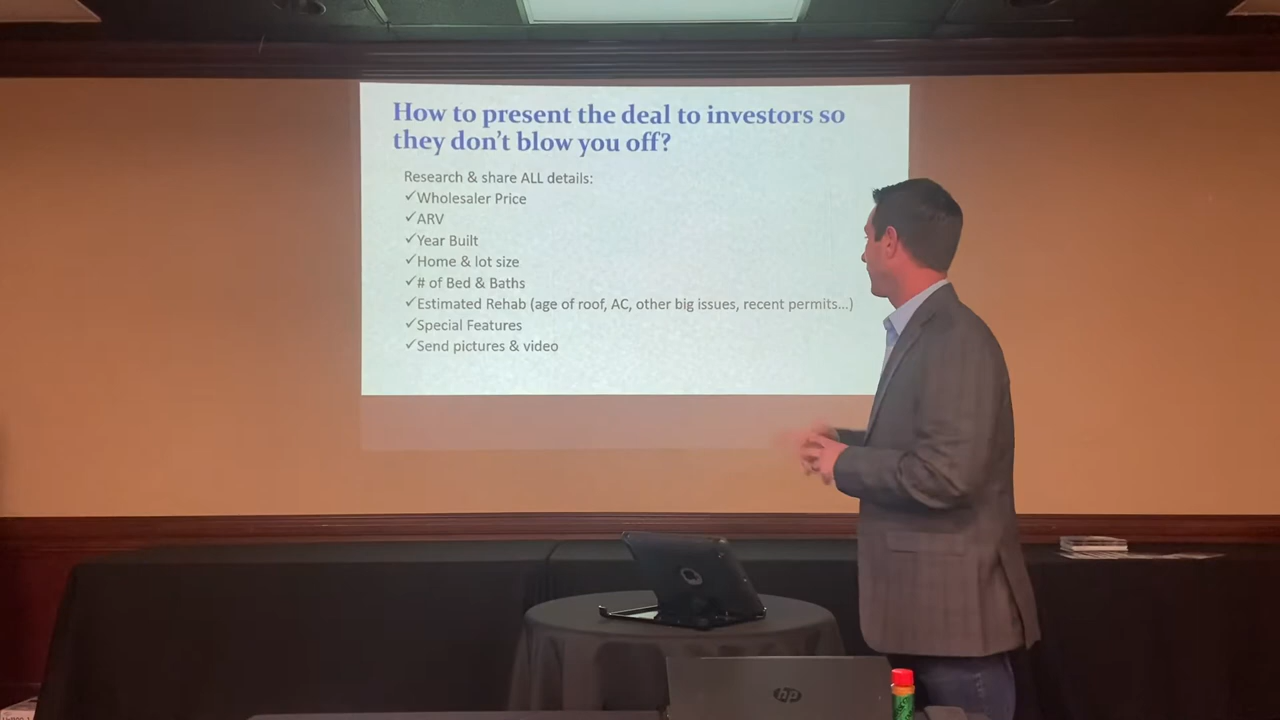 How to present the deal to investors so
they don't blow you off?
Research & share ALL details:
✓Wholesaler Price
✓ARV
✓Year Built
✓Home & lot size
✓# of Bed & Baths
✓Estimated Rehab (age of roof, AC, other big issues, recent permits...)
✓Special Features
✓Send pictures & video
hp